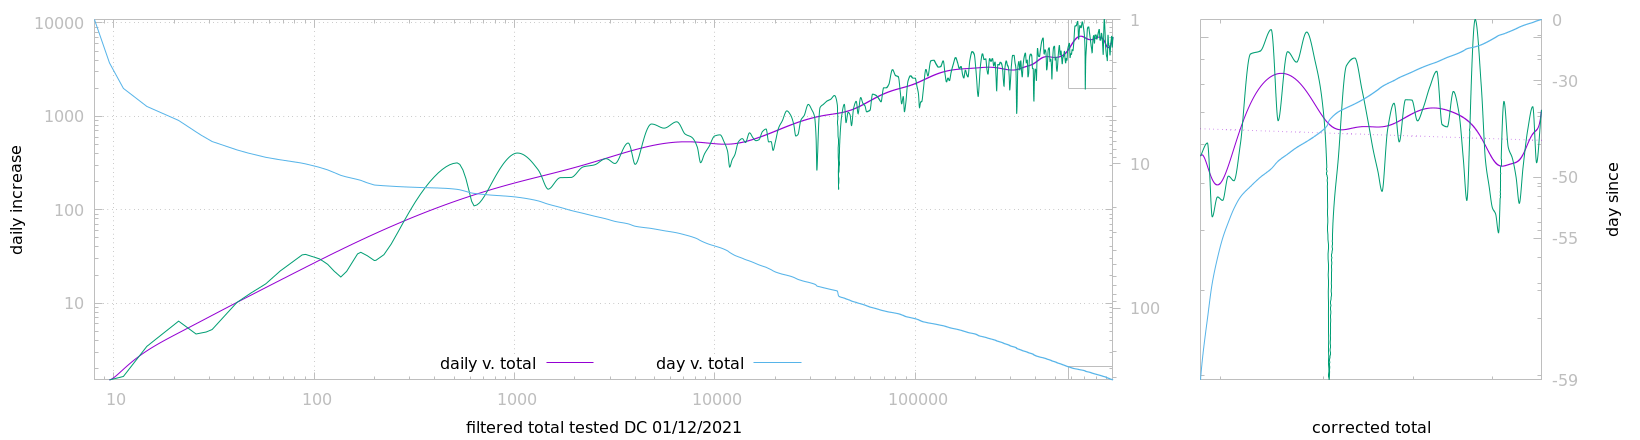 10000
1000
100
10
daily increase
daily v. total
day v. total
10
100
1000
10000
100000
filtered total tested DC 01/12/2021
1
10
100
0
-30
-50
-55
-59
day since
corrected total